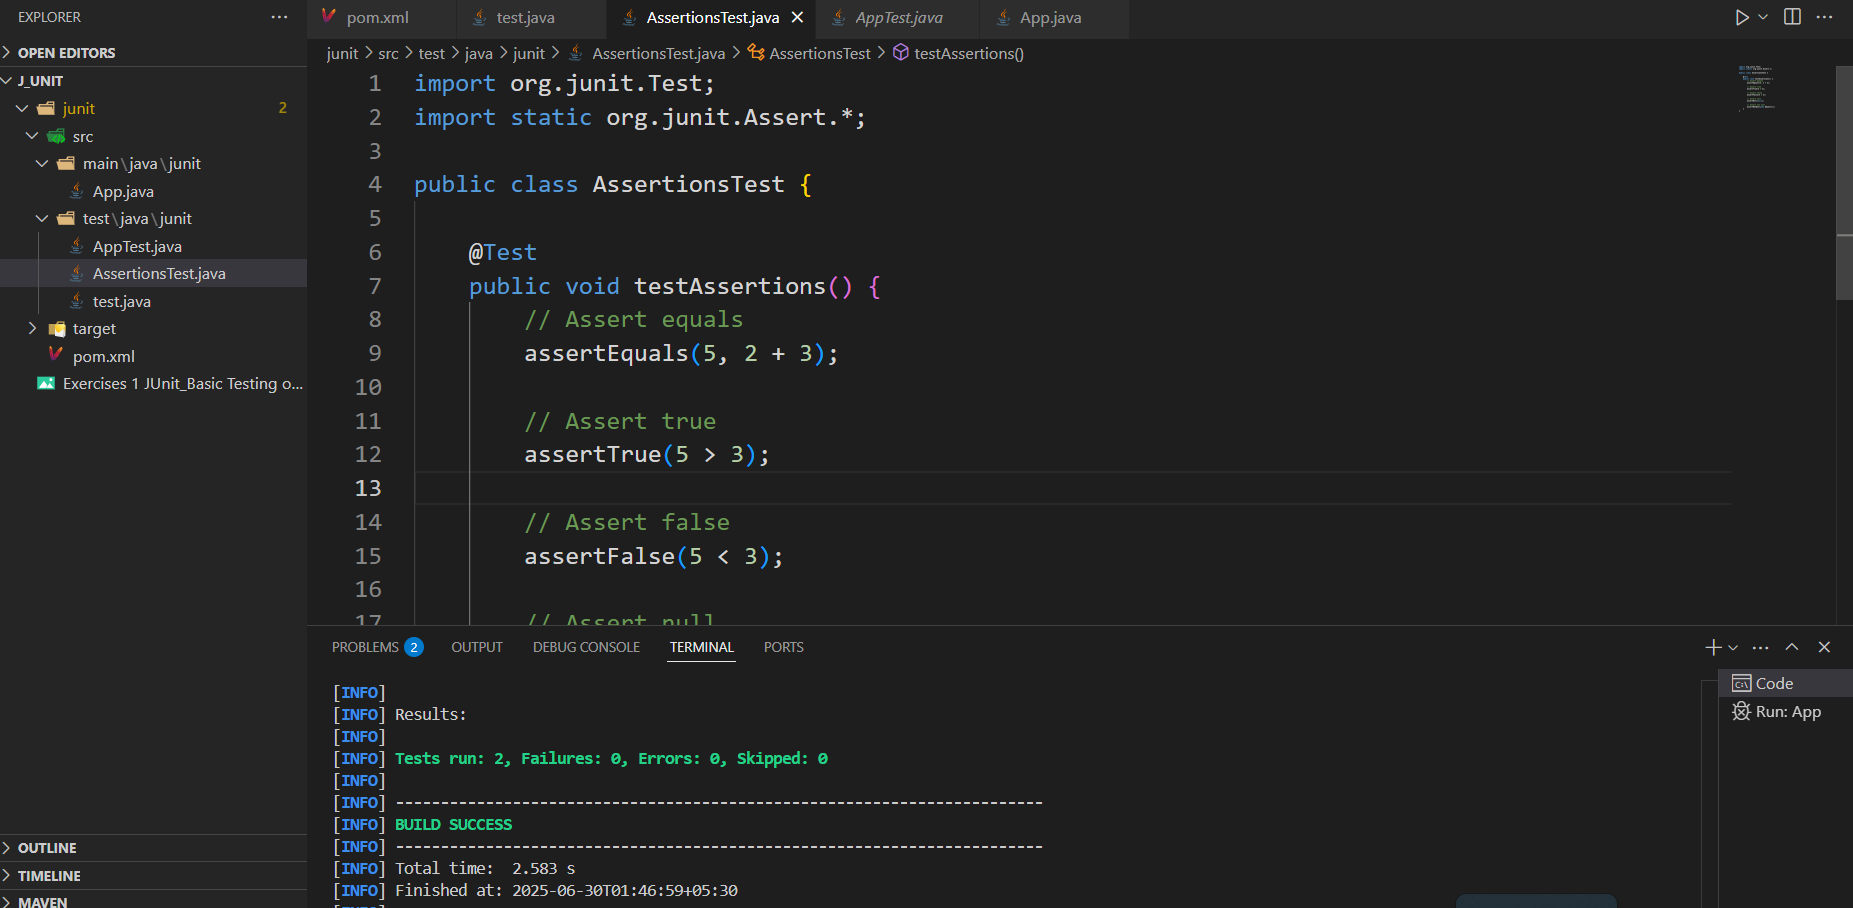 EXPLORER
OPEN EDITORS
J_UNIT
junit 2
src
main\java\junit
App.java
test\java\junit
AppTest.java
AssertionsTest.java
test.java
target
pom.xml
Exercises 1 JUnit_Basic Testing o...
OUTLINE
TIMELINE
MAVEN
pom.xml test.java AssertionsTest.java AppTest.java App.java
junit > src > test > java > junit > AssertionsTest.java > AssertionsTest > testAssertions()
1 import org.junit.Test;
2 import static org.junit.Assert.*;
3
4 public class AssertionsTest {
5
6 @Test
7 public void testAssertions() {
8 // Assert equals
9 assertEquals(5, 2 + 3);
10
11 // Assert true
12 assertTrue(5 > 3);
13
14 // Assert false
15 assertFalse(5 < 3);
16
17 // Assert null
PROBLEMS 2 OUTPUT DEBUG CONSOLE TERMINAL PORTS
[INFO]
[INFO] Results:
[INFO]
[INFO] Tests run: 2, Failures: 0, Errors: 0, Skipped: 0
[INFO]
[INFO] ------------------------------------------------------------------------
[INFO] BUILD SUCCESS
[INFO] ------------------------------------------------------------------------
[INFO] Total time:  2.583 s
[INFO] Finished at: 2025-06-30T01:46:59+05:30
Code
Run: App